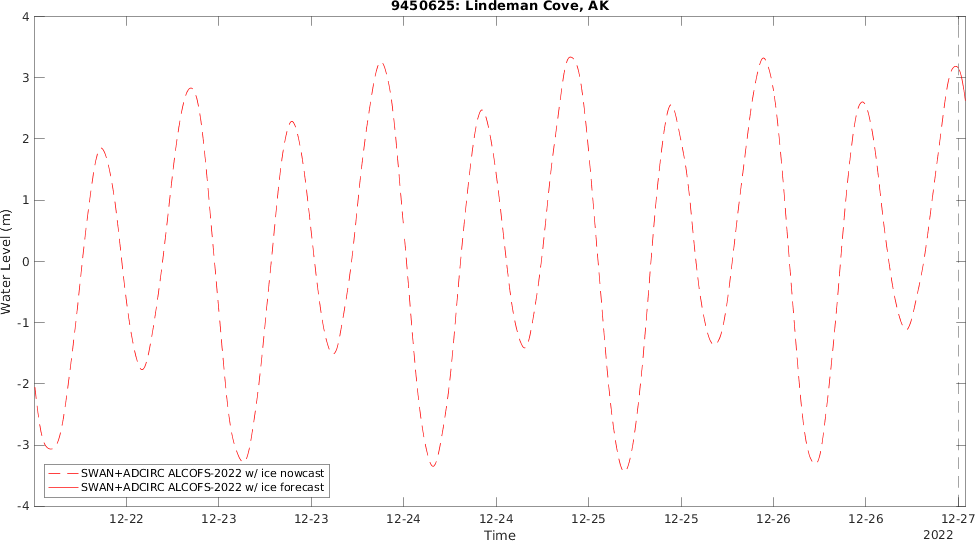 9450625: Lindeman Cove, AK
4
3
2
1
0
-1
-2
-3
-4
Water Level (m)
SWAN+ADCIRC ALCOFS-2022 w/ ice nowcast
SWAN+ADCIRC ALCOFS-2022 w/ ice forecast
12-22 12-23 12-23 12-24 12-24 12-25 12-25 12-26 12-26 12-27
Time
2022